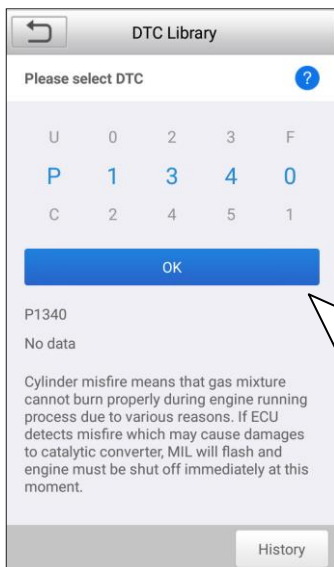 DTC Library
Please select DTC ?
U 0 2 3 F
P 1 3 4 0
C 2 4 5 1
OK
P1340
No data
Cylinder misfire means that gas mixture
cannot burn properly during engine running
process due to various reasons. If ECU
detects misfire which may cause damages
to catalytic converter, MIL will flash and
engine must be shut off immediately at this
moment.
History